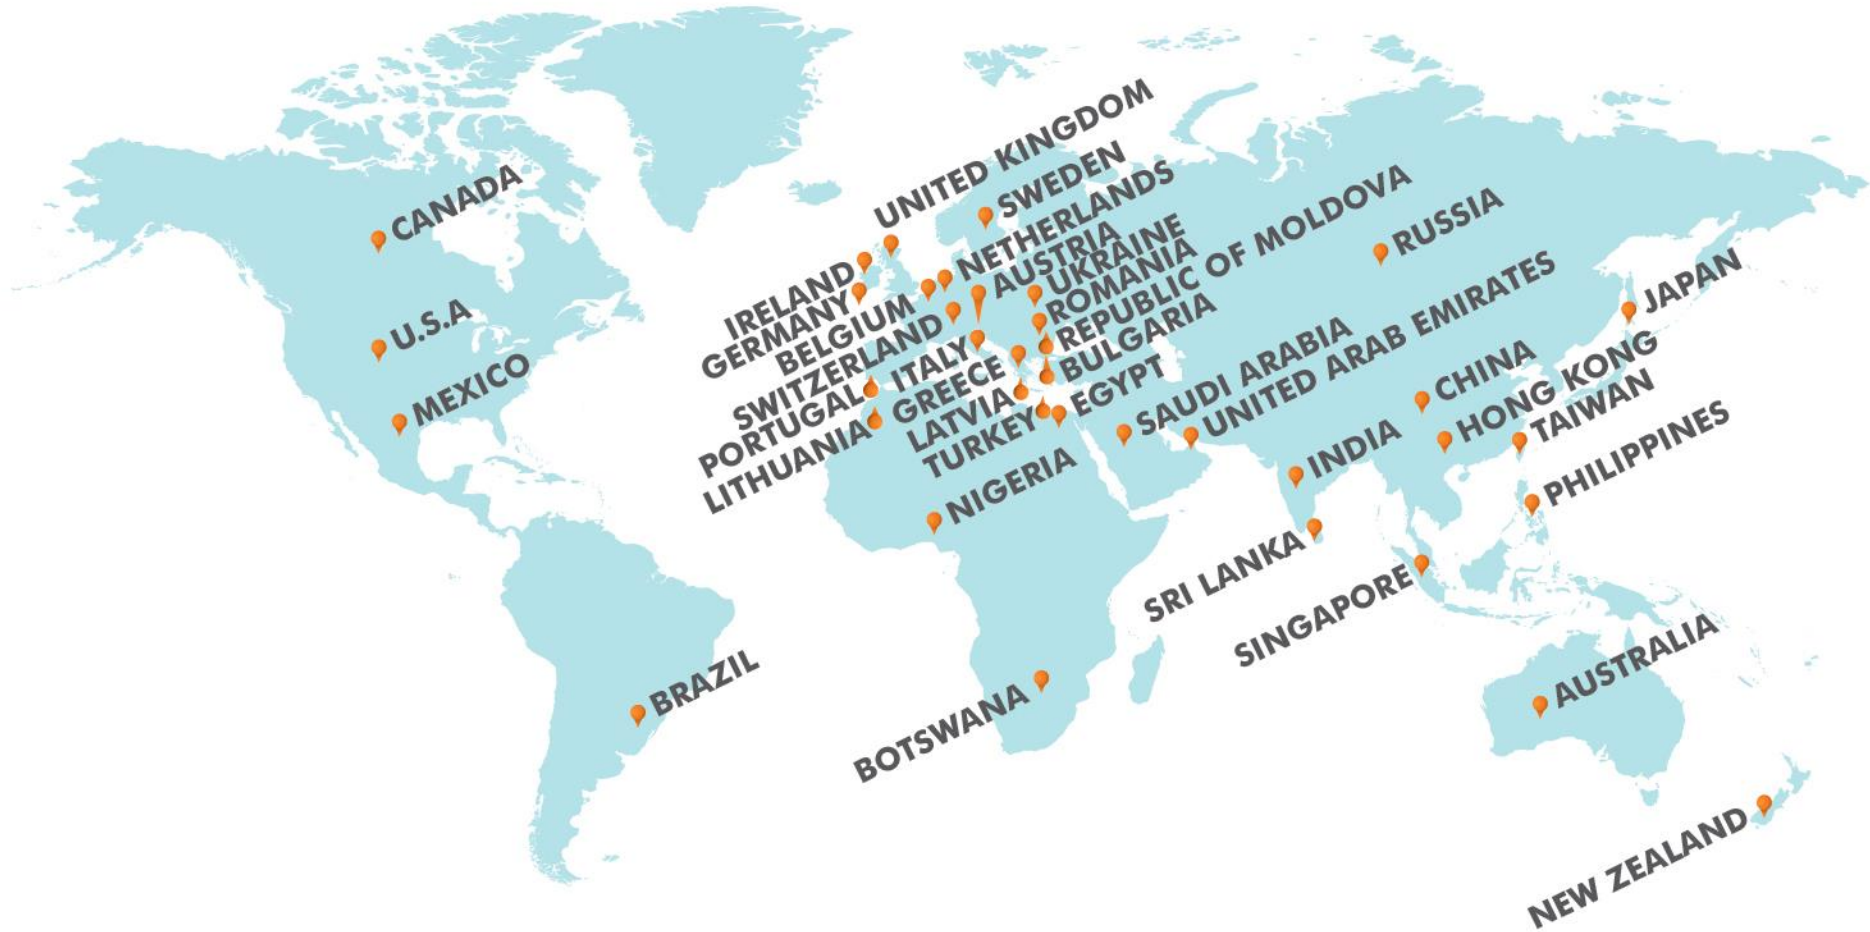 CANADA
U.S.A
MEXICO
BRAZIL
UNITED KINGDOM
SWEDEN
NETHERLANDS
AUSTRIA
UKRAINE
ROMANIA
REPUBLIC OF MOLDOVA
BULGARIA
IRELAND
GERMANY
BELGIUM
SWITZERLAND
PORTUGAL
ITALY
LITHUANIA
GREECE
LATVIA
TURKEY
EGYPT
NIGERIA
BOTSWANA
SAUDI ARABIA
UNITED ARAB EMIRATES
RUSSIA
JAPAN
CHINA
HONG KONG
TAIWAN
INDIA
PHILIPPINES
SRI LANKA
SINGAPORE
AUSTRALIA
NEW ZEALAND